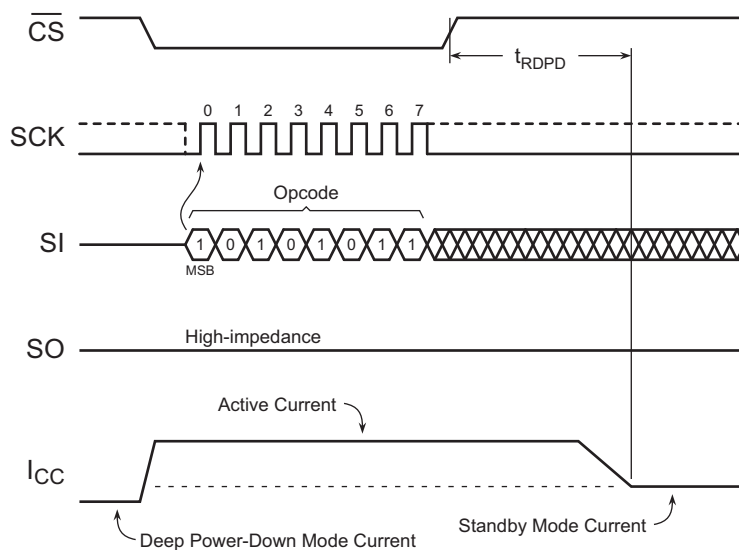 CS
tRDPD
0 1 2 3 4 5 6 7
SCK
Opcode
SI
1 0 1 0 1 0 1 1
MSB
High-impedance
SO
Active Current
ICC
Standby Mode Current
Deep Power-Down Mode Current